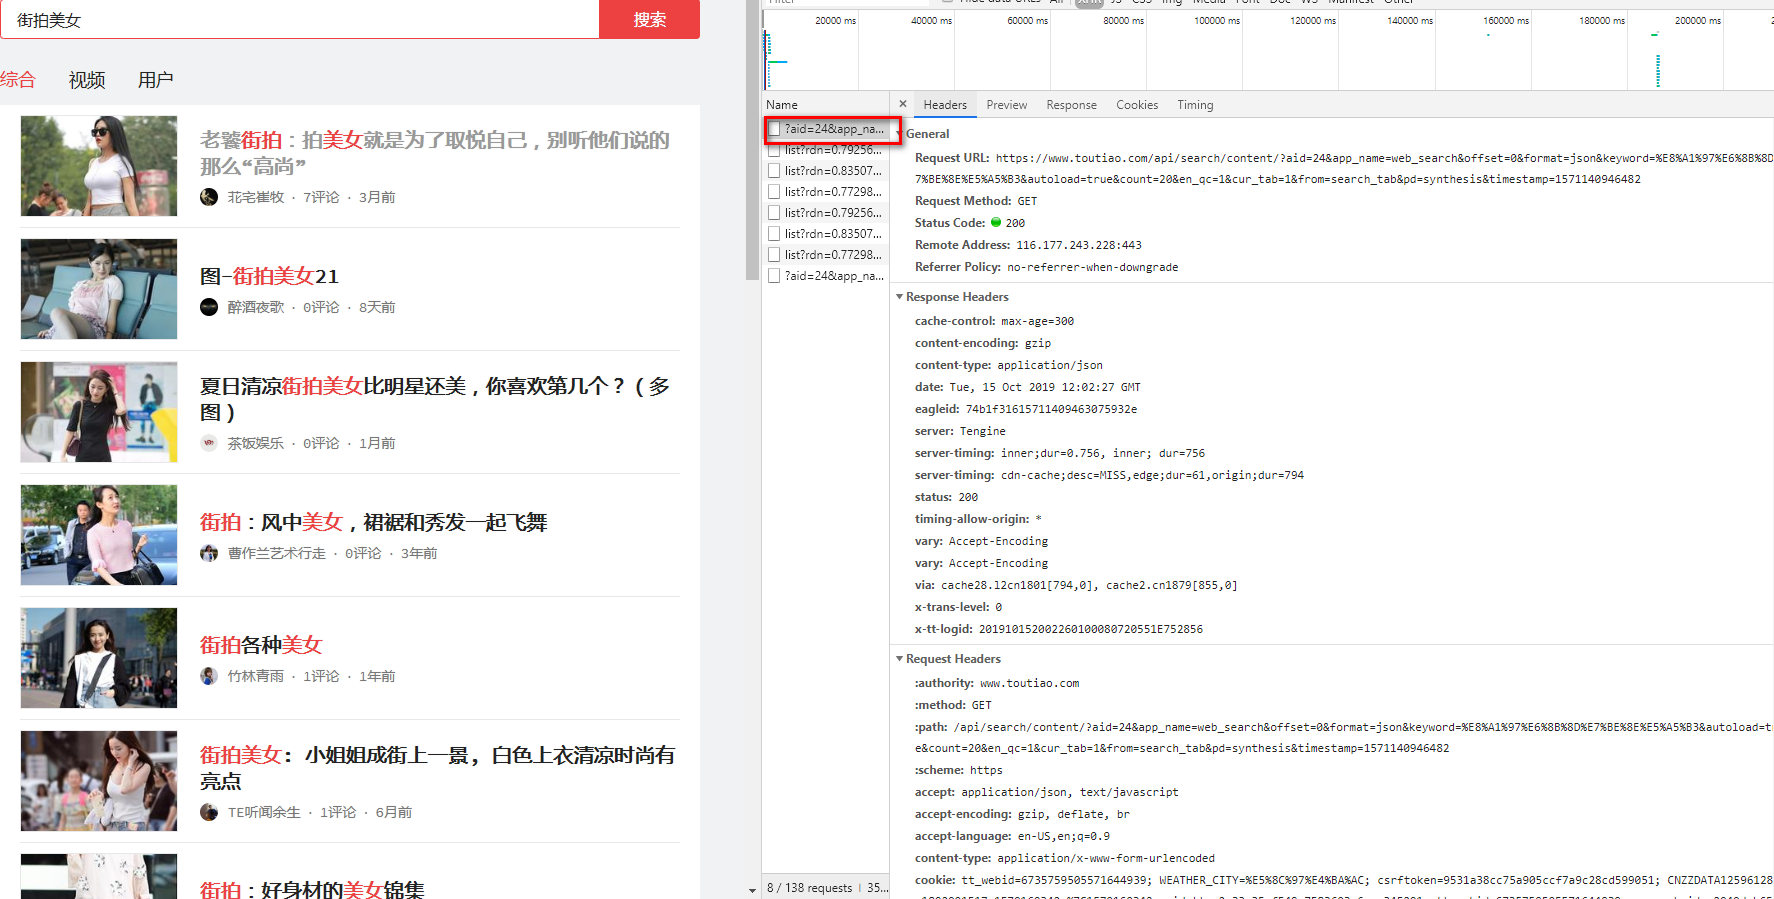 街拍美女
搜索
综合 视频 用户
老饕街拍：拍美女就是为了取悦自己，别听他们说的
那么“高尚”
花宅崔牧 · 7评论 · 3月前
图-街拍美女21
醉酒夜歌 · 0评论 · 8天前
夏日清凉街拍美女比明星还美，你喜欢第几个？（多
图）
茶饭娱乐 · 0评论 · 1月前
街拍：风中美女，裙裾和秀发一起飞舞
曹作兰艺术行走 · 0评论 · 3年前
街拍各种美女
竹林青雨 · 1评论 · 1年前
街拍美女：小姐姐成街上一景，白色上衣清凉时尚有
亮点
TE听闻余生 · 1评论 · 6月前
街拍：好身材的美女锦集
Filter Hide data URLs All XHR JS CSS Img Media Font Doc WS Manifest Other
20000 ms 40000 ms 60000 ms 80000 ms 100000 ms 120000 ms 140000 ms 160000 ms 180000 ms 200000 ms
Name
?aid=24&app_na...
list?rdn=0.79256...
list?rdn=0.83507...
list?rdn=0.77298...
list?rdn=0.79256...
list?rdn=0.83507...
list?rdn=0.77298...
?aid=24&app_na...
8 / 138 requests | 35...
× Headers Preview Response Cookies Timing
General
Request URL: https://www.toutiao.com/api/search/content/?aid=24&app_name=web_search&offset=0&format=json&keyword=%E8%A1%97%E6%8B%8D
7%BE%8E%E5%A5%B3&autoload=true&count=20&en_qc=1&cur_tab=1&from=search_tab&pd=synthesis&timestamp=1571140946482
Request Method: GET
Status Code: 200
Remote Address: 116.177.243.228:443
Referrer Policy: no-referrer-when-downgrade
Response Headers
cache-control: max-age=300
content-encoding: gzip
content-type: application/json
date: Tue, 15 Oct 2019 12:02:27 GMT
eagleid: 74b1f31615711409463075932e
server: Tengine
server-timing: inner;dur=0.756, inner; dur=756
server-timing: cdn-cache;desc=MISS,edge;dur=61,origin;dur=794
status: 200
timing-allow-origin: *
vary: Accept-Encoding
vary: Accept-Encoding
via: cache28.l2cn1801[794,0], cache2.cn1879[855,0]
x-trans-level: 0
x-tt-logid: 201910152002260100080720551E752856
Request Headers
:authority: www.toutiao.com
:method: GET
:path: /api/search/content/?aid=24&app_name=web_search&offset=0&format=json&keyword=%E8%A1%97%E6%8B%8D%E7%BE%8E%E5%A5%B3&autoload=t
e&count=20&en_qc=1&cur_tab=1&from=search_tab&pd=synthesis&timestamp=1571140946482
:scheme: https
accept: application/json, text/javascript
accept-encoding: gzip, deflate, br
accept-language: en-US,en;q=0.9
content-type: application/x-www-form-urlencoded
cookie: tt_webid=6735759505571644939; WEATHER_CITY=%E5%8C%97%E4%BA%AC; csrftoken=9531a38cc75a905ccf7a9c28cd599051; CNZZDATA12596128